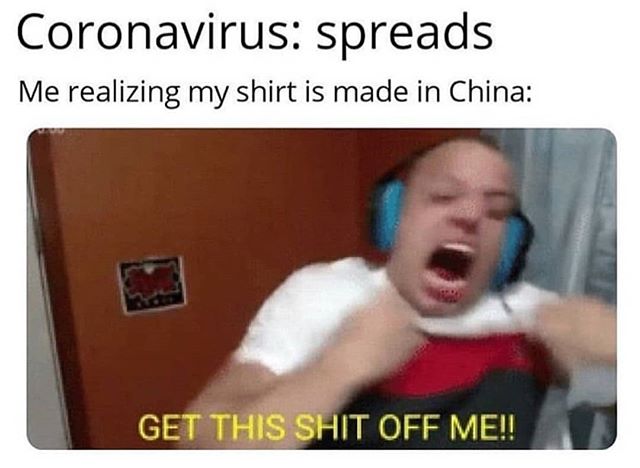 Coronavirus: spreads
Me realizing my shirt is made in China:
GET THIS SHIT OFF ME!!